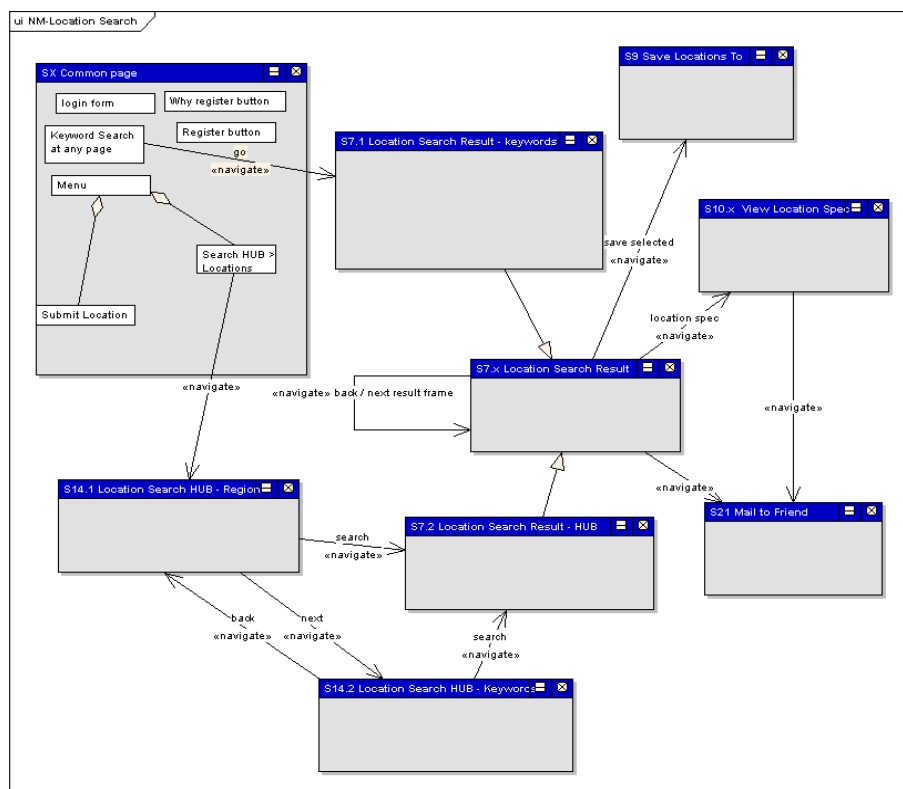 ui NM-Location Search
SX Common page
login form
Why register button
Keyword Search
at any page
Register button
go
«navigate»
Menu
Search HUB >
Locations
Submit Location
«navigate»
S7.1 Location Search Result - keywords
S9 Save Locations To
save selected
«navigate»
S10.x View Location Spec
location spec
«navigate»
S7.x Location Search Result
«navigate» back / next result frame
«navigate»
«navigate»
S14.1 Location Search HUB - Region
search
«navigate»
S7.2 Location Search Result - HUB
S21 Mail to Friend
back
«navigate»
next
«navigate»
search
«navigate»
S14.2 Location Search HUB - Keywords